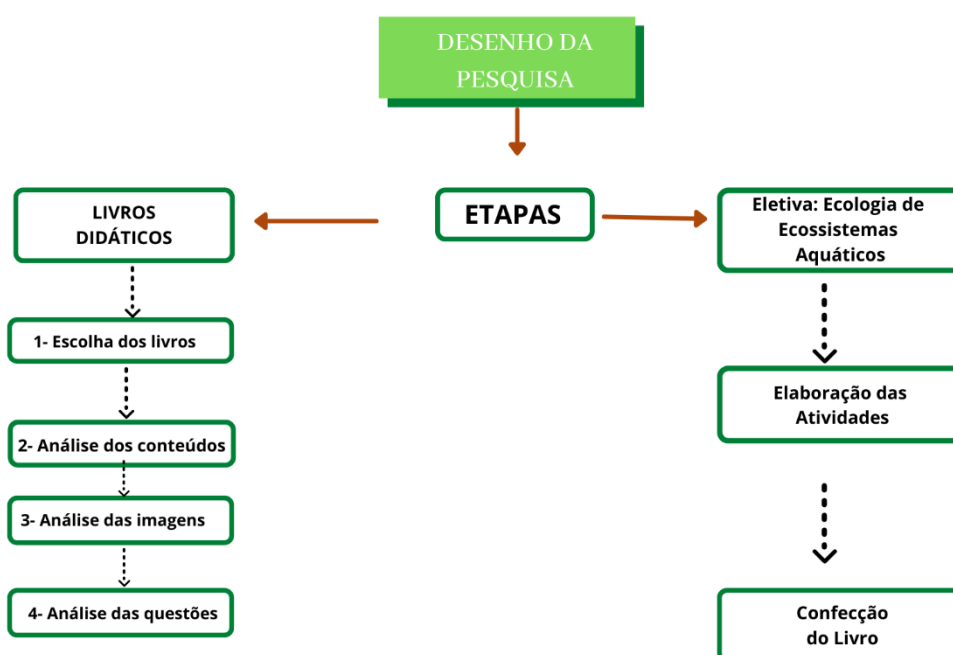 DESENHO DA
PESQUISA
ETAPAS
LIVROS
DIDÁTICOS
1- Escolha dos livros
2- Análise dos conteúdos
3- Análise das imagens
4- Análise das questões
Eletiva: Ecologia de
Ecossistemas
Aquáticos
Elaboração das
Atividades
Confecção
do Livro